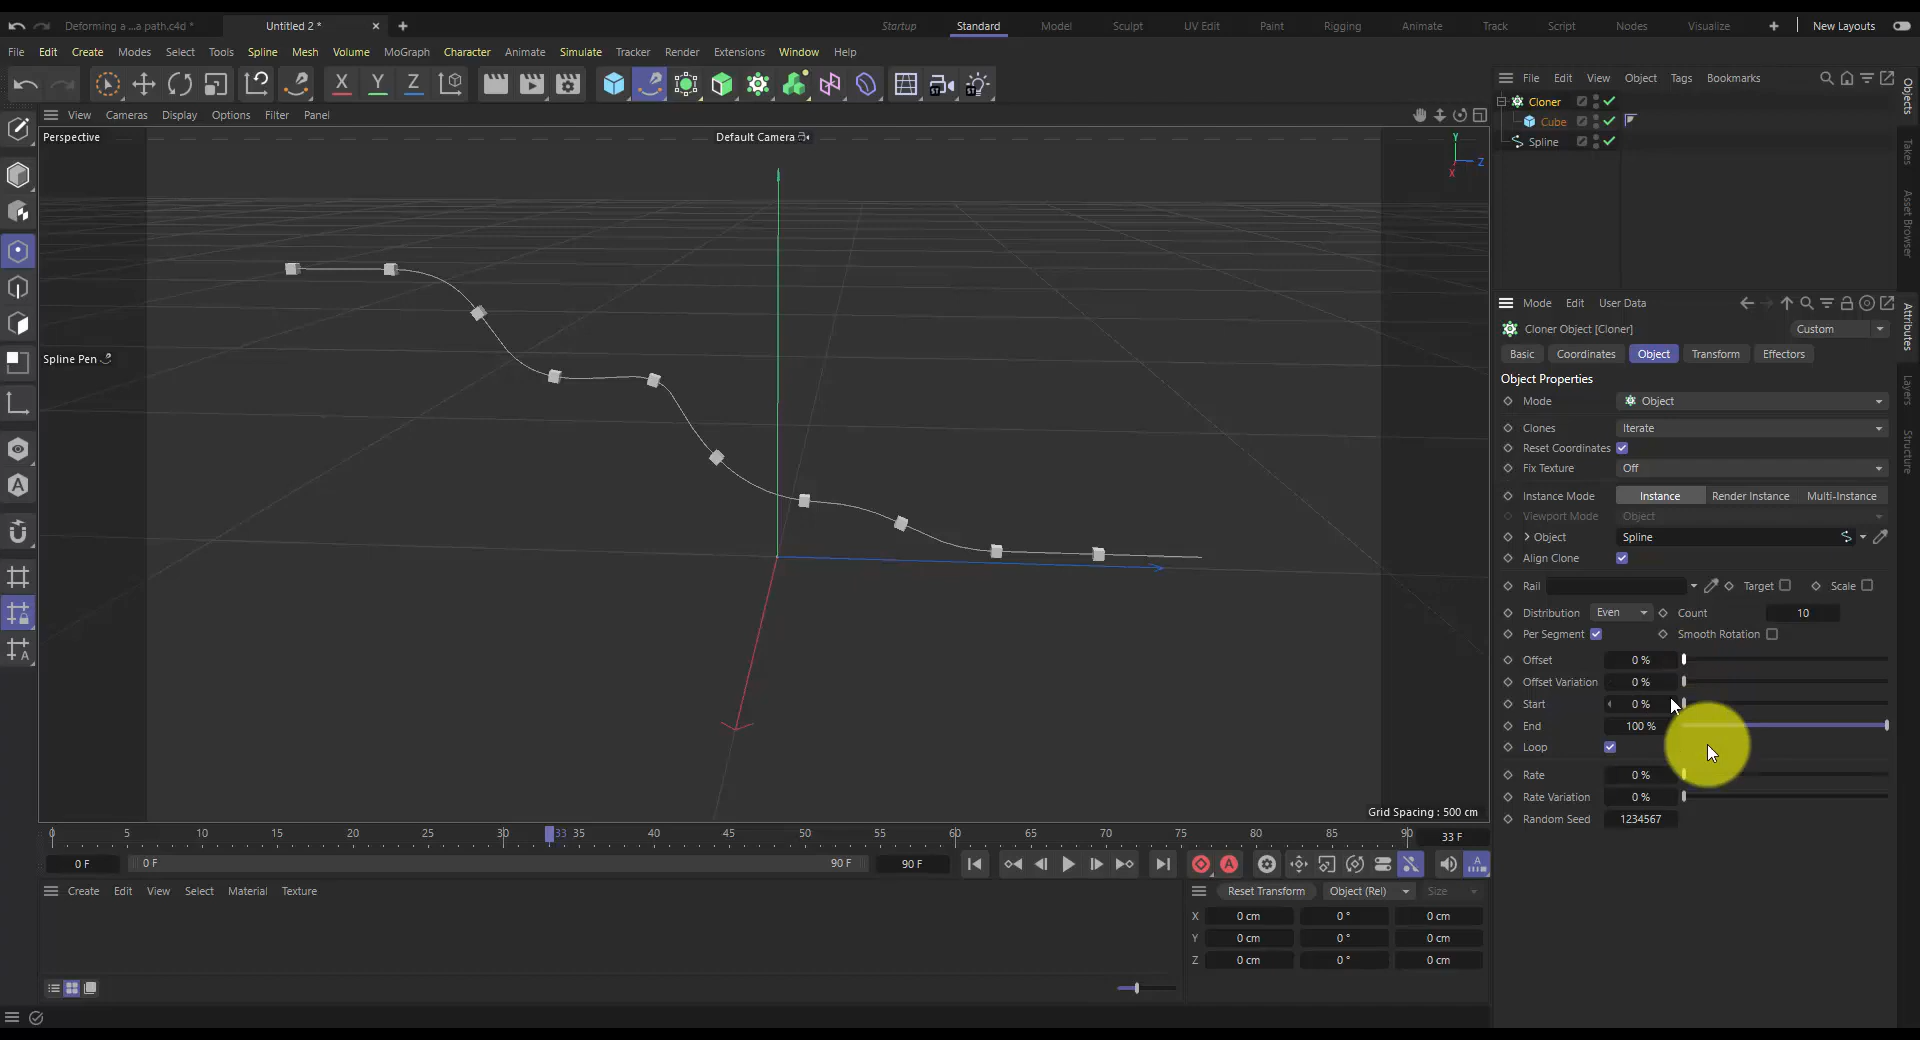 Deforming a ...a path.c4d *
Untitled 2 *
Startup
Standard
Model
Sculpt
UV Edit
Paint
Rigging
Animate
Track
Script
Nodes
Visualize
New Layouts
File
Edit
Create
Modes
Select
Tools
Spline
Mesh
Volume
MoGraph
Character
Animate
Simulate
Tracker
Render
Extensions
Window
Help
X
Y
Z
ST
ST
File
Edit
View
Object
Tags
Bookmarks
View
Cameras
Display
Options
Filter
Panel
Cloner
Cube
Spline
Objects
Takes
Asset Browser
Perspective
Default Camera
Y
Z
X
Spline Pen
Grid Spacing : 500 cm
Mode
Edit
User Data
Cloner Object [Cloner]
Custom
Basic
Coordinates
Object
Transform
Effectors
Attributes
Layers
Structure
Object Properties
Mode
Object
Clones
Iterate
Reset Coordinates
Fix Texture
Off
Instance Mode
Instance
Render Instance
Multi-Instance
Viewport Mode
Object
Object
Spline
Align Clone
Rail
Target
Scale
Distribution
Even
Count
10
Per Segment
Smooth Rotation
Offset
0 %
Offset Variation
0 %
Start
0 %
End
100 %
Loop
Rate
0 %
Rate Variation
0 %
Random Seed
1234567
0
5
10
15
20
25
30
33
35
40
45
50
55
60
65
70
75
80
85
90
33 F
0 F
0 F
90 F
90 F
Create
Edit
View
Select
Material
Texture
Reset Transform
Object (Rel)
Size
X
0 cm
0 °
0 cm
Y
0 cm
0 °
0 cm
Z
0 cm
0 °
0 cm